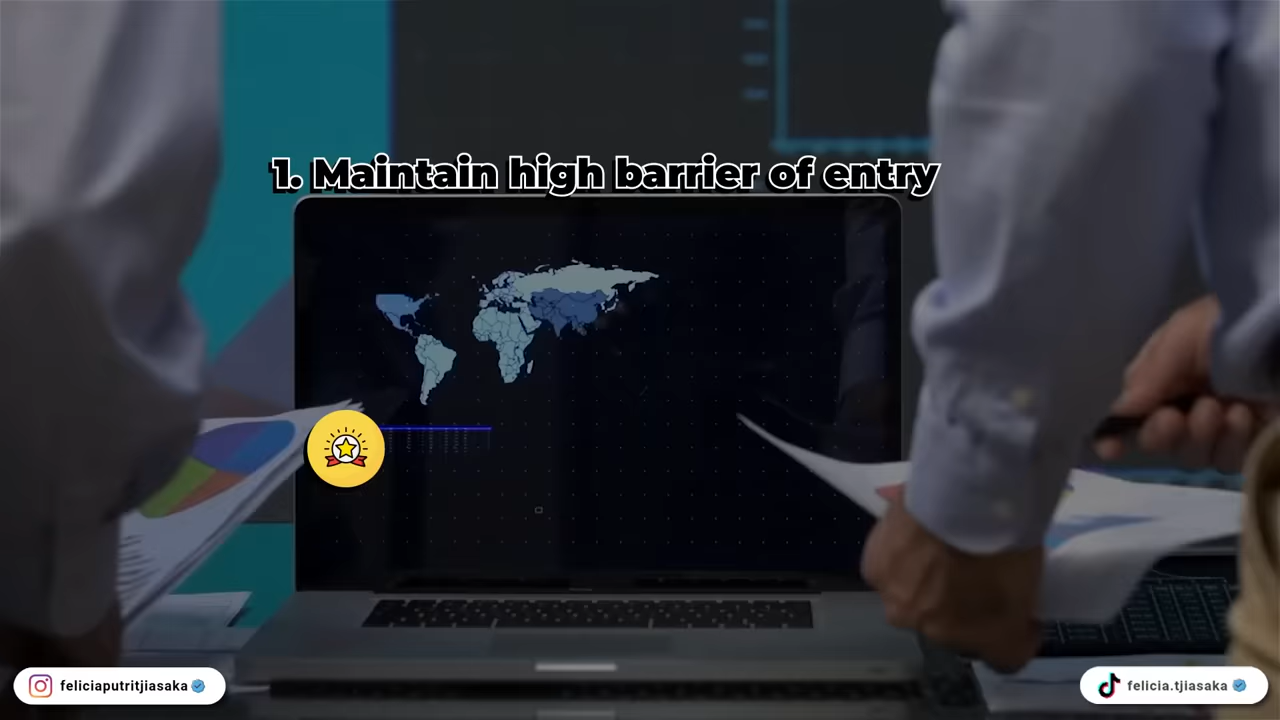 1. Maintain high barrier of entry
feliciaputritjiasaka
felicia.tjiasaka